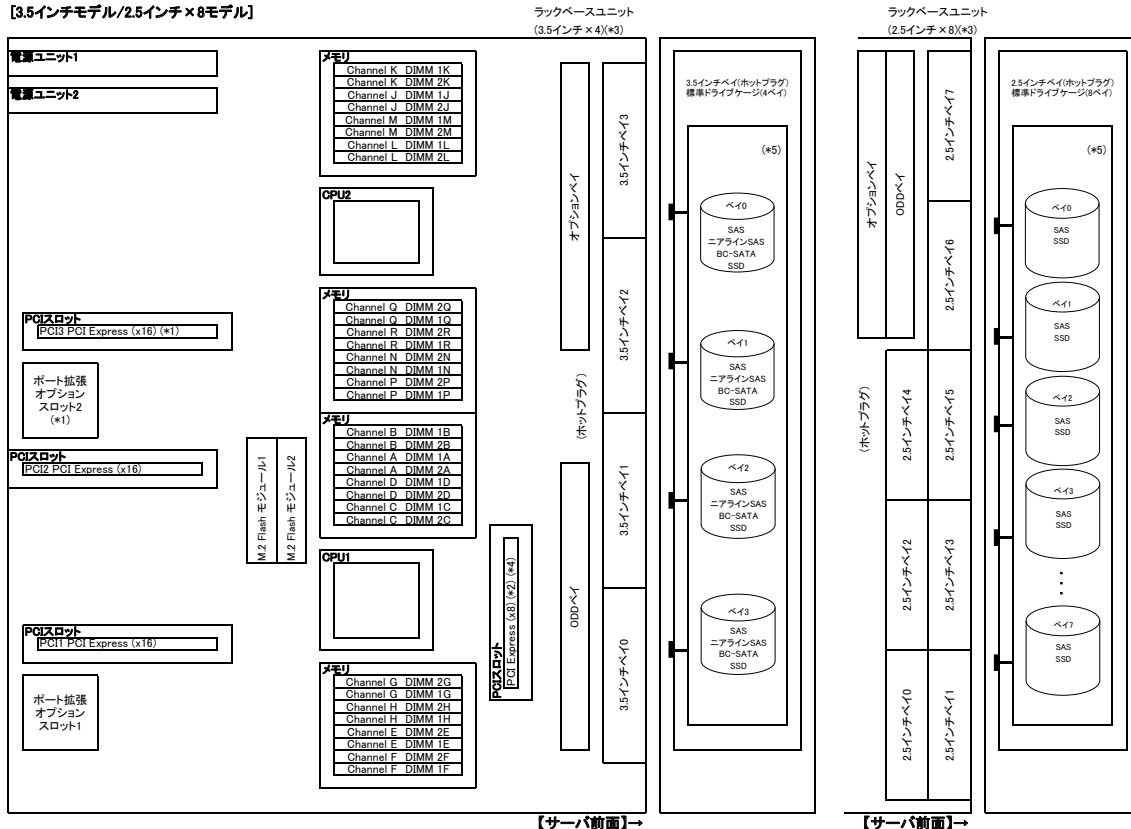 [3.5インチモデル/2.5インチ×8モデル]
電源ユニット1
電源ユニット2
PCIスロット
PCI3 PCI Express (x16) (*1)
ポート拡張
オプション
スロット2
(*1)
PCIスロット
PCI2 PCI Express (x16)
PCIスロット
PCI1 PCI Express (x16)
ポート拡張
オプション
スロット1
M.2 Flash モジュール1
M.2 Flash モジュール2
メモリ
Channel K DIMM 1K
Channel K DIMM 2K
Channel J DIMM 1J
Channel J DIMM 2J
Channel M DIMM 1M
Channel M DIMM 2M
Channel L DIMM 1L
Channel L DIMM 2L
CPU2
メモリ
Channel Q DIMM 2Q
Channel Q DIMM 1Q
Channel R DIMM 2R
Channel R DIMM 1R
Channel N DIMM 2N
Channel N DIMM 1N
Channel P DIMM 2P
Channel P DIMM 1P
メモリ
Channel B DIMM 1B
Channel B DIMM 2B
Channel A DIMM 1A
Channel A DIMM 2A
Channel D DIMM 1D
Channel D DIMM 2D
Channel C DIMM 1C
Channel C DIMM 2C
CPU1
メモリ
Channel G DIMM 2G
Channel G DIMM 1G
Channel H DIMM 2H
Channel H DIMM 1H
Channel E DIMM 2E
Channel E DIMM 1E
Channel F DIMM 2F
Channel F DIMM 1F
PCIスロット
PCI Express (x8) (*2) (*4)
ラックベースユニット
(3.5インチ×4)(*3)
オプションベイ
(ホットプラグ)
ODDベイ
3.5インチベイ3
3.5インチベイ2
3.5インチベイ1
3.5インチベイ0
【サーバ前面】→
3.5インチベイ(ホットプラグ)
標準ドライブケージ(4ベイ)
(*5)
ベイ0
SAS
ニアラインSAS
BC-SATA
SSD
ベイ1
SAS
ニアラインSAS
BC-SATA
SSD
ベイ2
SAS
ニアラインSAS
BC-SATA
SSD
ベイ3
SAS
ニアラインSAS
BC-SATA
SSD
ラックベースユニット
(2.5インチ×8)(*3)
オプションベイ
ODDベイ
(ホットプラグ)
2.5インチベイ7
2.5インチベイ6
2.5インチベイ4
2.5インチベイ5
2.5インチベイ2
2.5インチベイ3
2.5インチベイ0
2.5インチベイ1
【サーバ前面】→
2.5インチベイ(ホットプラグ)
標準ドライブケージ(8ベイ)
(*5)
ベイ0
SAS
SSD
ベイ1
SAS
SSD
ベイ2
SAS
SSD
ベイ3
SAS
SSD
・・・
ベイ7
SAS
SSD